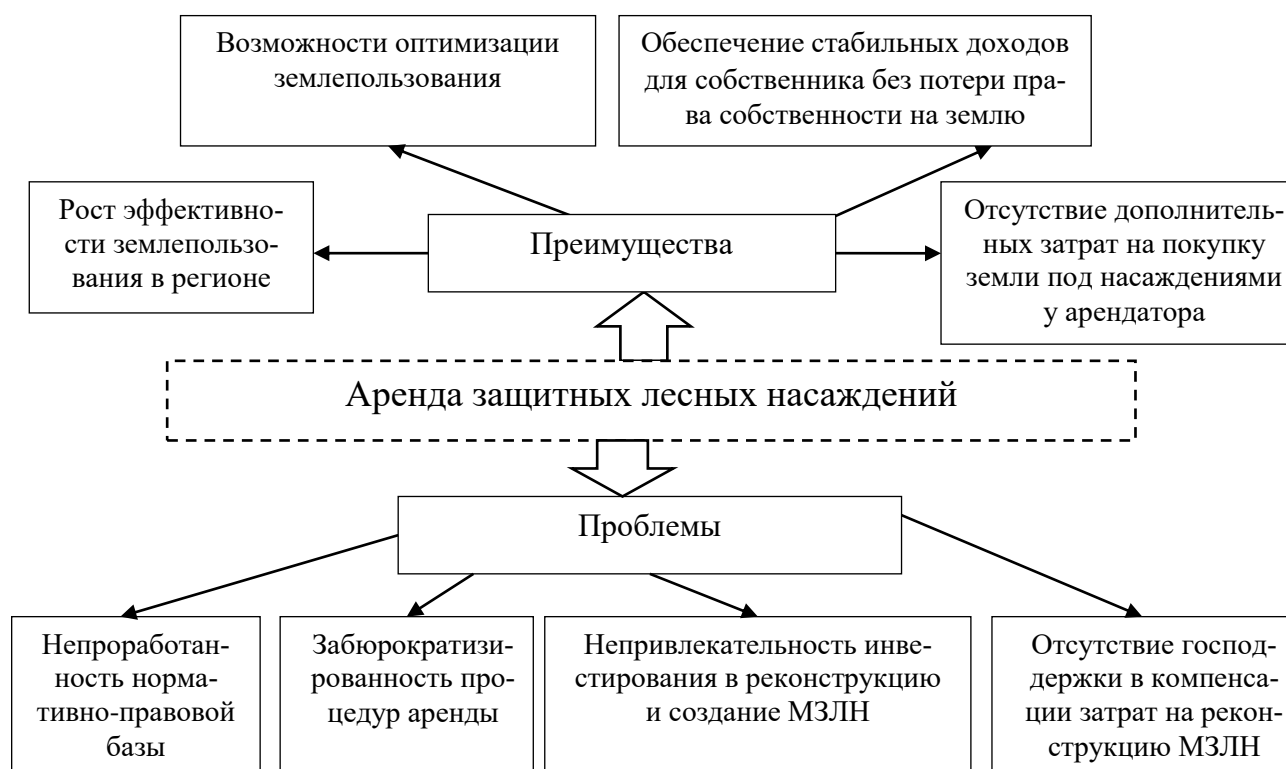 Возможности оптимизации
землепользования
Обеспечение стабильных доходов
для собственника без потери пра-
ва собственности на землю
Рост эффективно-
сти землепользо-
вания в регионе
Преимущества
Отсутствие дополнитель-
ных затрат на покупку
земли под насаждениями
у арендатора
Аренда защитных лесных насаждений
Проблемы
Непроработан-
ность норма-
тивно-правовой
базы
Забюрократизи-
рованность про-
цедур аренды
Непривлекательность инве-
стирования в реконструкцию
и создание МЗЛН
Отсутствие господ-
держки в компенса-
ции затрат на рекон-
струкцию МЗЛН